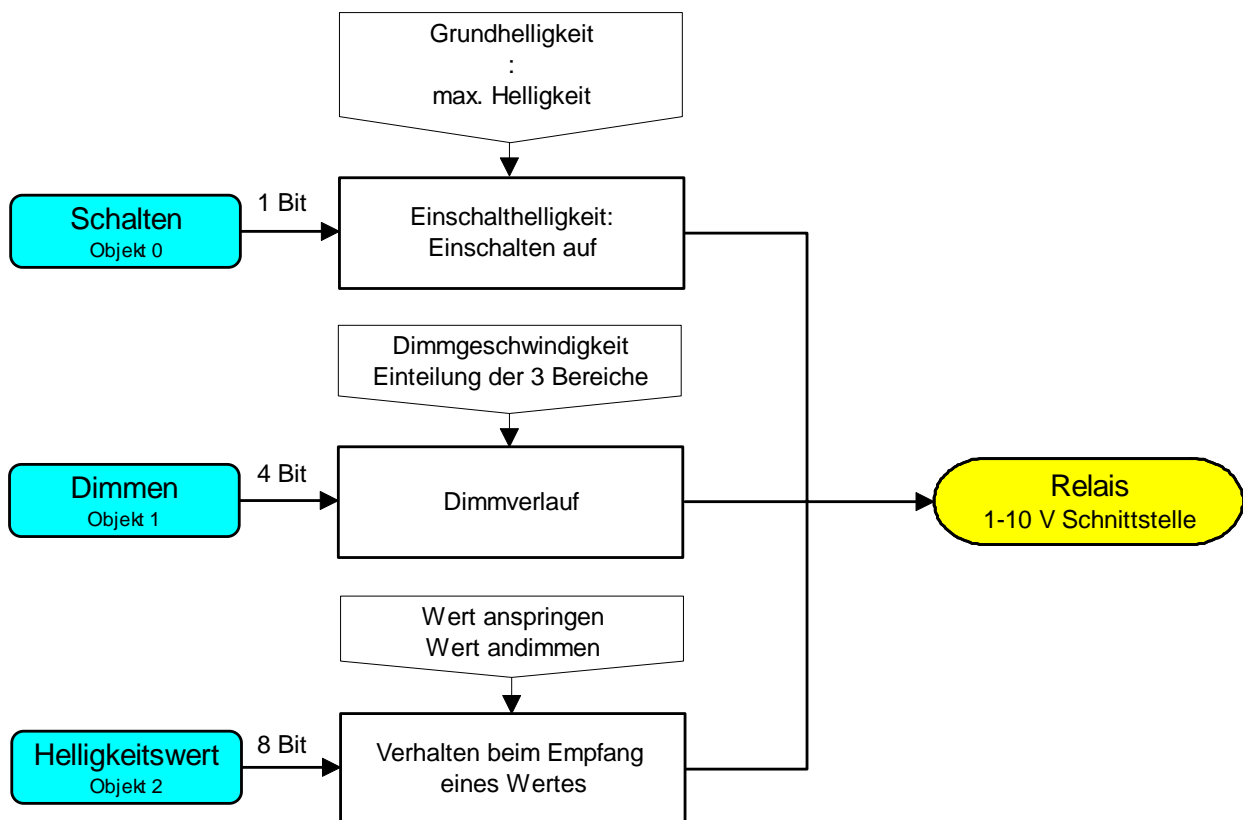 Grundhelligkeit
:
max. Helligkeit
Schalten
Objekt 0
1 Bit
Einschalthelligkeit:
Einschalten auf
Dimmgeschwindigkeit
Einteilung der 3 Bereiche
Dimmen
Objekt 1
4 Bit
Dimmverlauf
Relais
1-10 V Schnittstelle
Wert anspringen
Wert andimmen
Helligkeitswert
Objekt 2
8 Bit
Verhalten beim Empfang
eines Wertes